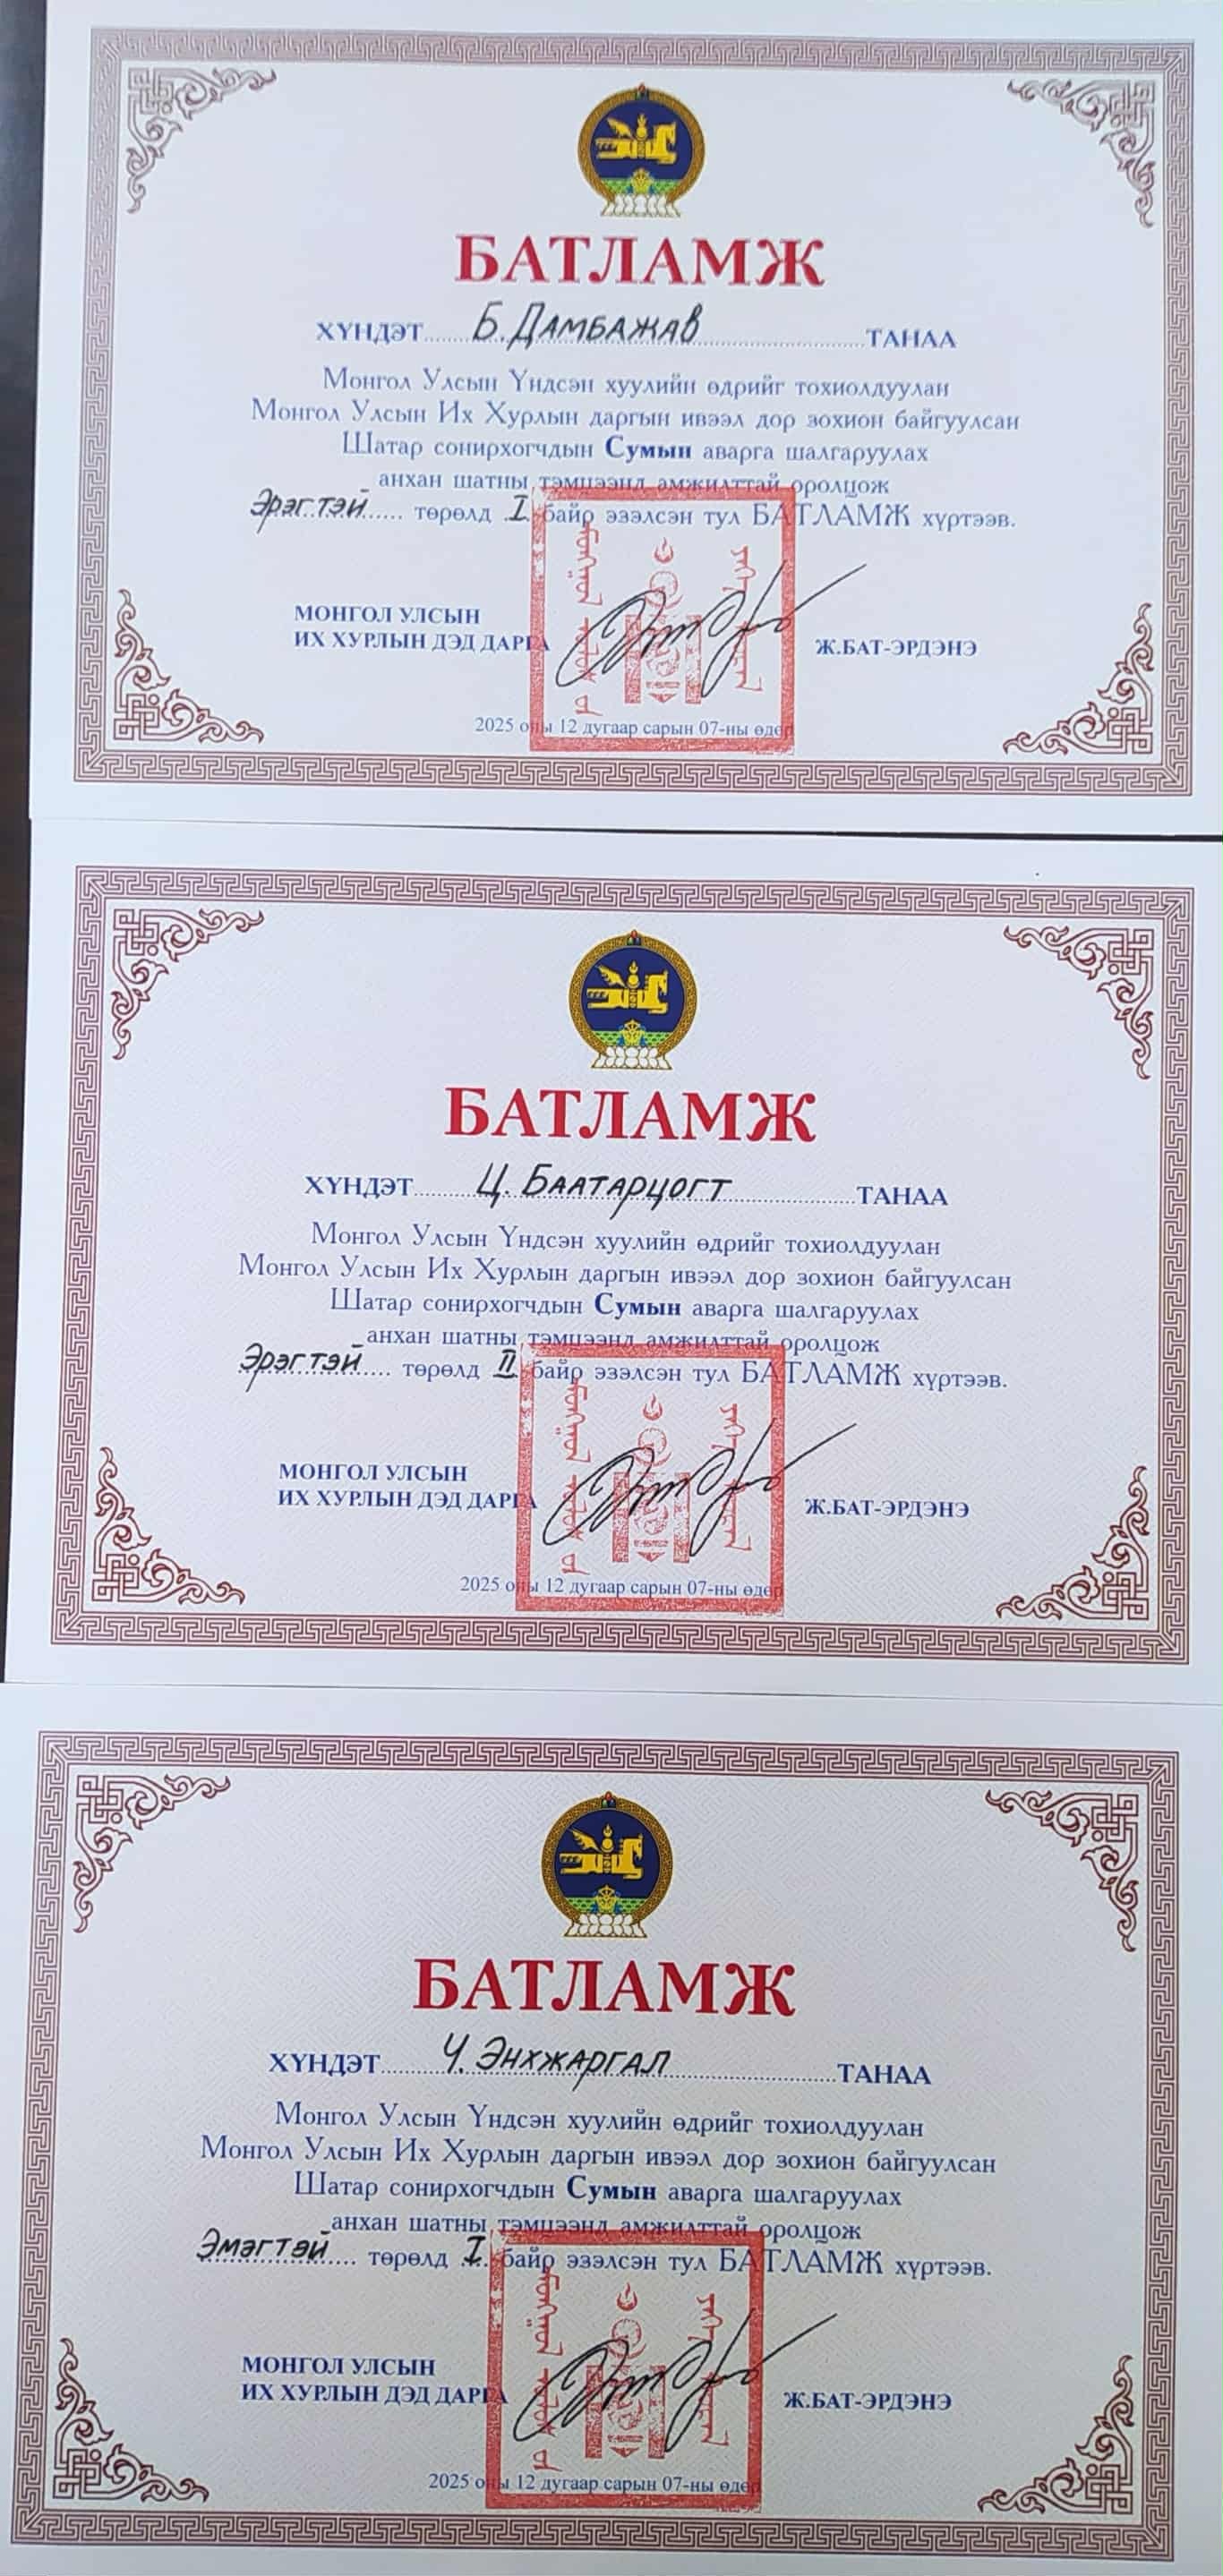 БАТЛАМЖ
ХҮНДЭТ Б. ДАМБАЖАВ ТАНАА
Монгол Улсын Үндсэн хуулийн өдрийг тохиолдуулан
Монгол Улсын Их Хурлын даргын ивээл дор зохион байгуулсан
Шатар сонирхогчдын Сумын аварга шалгаруулах
анхан шатны тэмцээнд амжилттай оролцож
Эрэгтэй төрөлд I байр эзэлсэн тул БАТЛАМЖ хүртээв.
МОНГОЛ УЛСЫН
ИХ ХУРЛЫН ДЭД ДАРГА Ж.БАТ-ЭРДЭНЭ
2025 оны 12 дугаар сарын 07-ны өдөр
БАТЛАМЖ
ХҮНДЭТ Ц. БААТАРЦОГТ ТАНАА
Монгол Улсын Үндсэн хуулийн өдрийг тохиолдуулан
Монгол Улсын Их Хурлын даргын ивээл дор зохион байгуулсан
Шатар сонирхогчдын Сумын аварга шалгаруулах
анхан шатны тэмцээнд амжилттай оролцож
Эрэгтэй төрөлд II байр эзэлсэн тул БАТЛАМЖ хүртээв.
МОНГОЛ УЛСЫН
ИХ ХУРЛЫН ДЭД ДАРГА Ж.БАТ-ЭРДЭНЭ
2025 оны 12 дугаар сарын 07-ны өдөр
БАТЛАМЖ
ХҮНДЭТ Ч. ЭНХЖАРГАЛ ТАНАА
Монгол Улсын Үндсэн хуулийн өдрийг тохиолдуулан
Монгол Улсын Их Хурлын даргын ивээл дор зохион байгуулсан
Шатар сонирхогчдын Сумын аварга шалгаруулах
анхан шатны тэмцээнд амжилттай оролцож
Эмэгтэй төрөлд I байр эзэлсэн тул БАТЛАМЖ хүртээв.
МОНГОЛ УЛСЫН
ИХ ХУРЛЫН ДЭД ДАРГА Ж.БАТ-ЭРДЭНЭ
2025 оны 12 дугаар сарын 07-ны өдөр